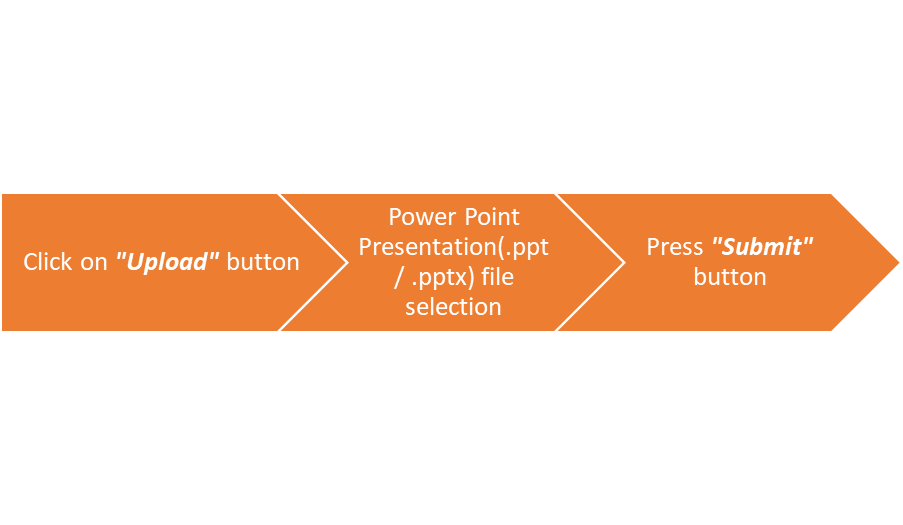 Click on "Upload" button
Power Point
Presentation(.ppt
/ .pptx) file
selection
Press "Submit"
button